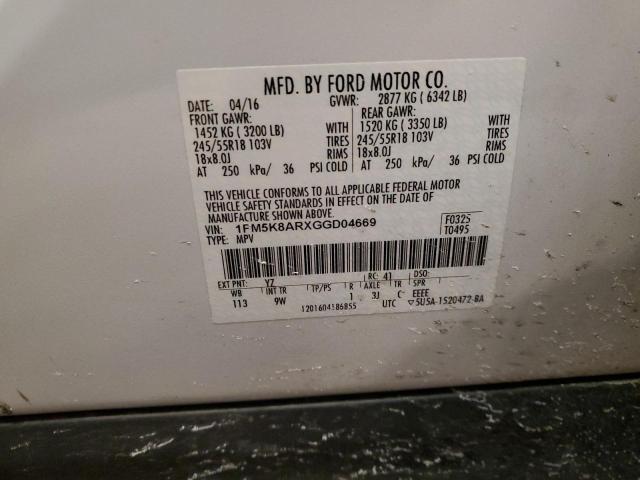 MFD. BY FORD MOTOR CO.
DATE: 04/16 GVWR: 2877 KG ( 6342 LB)
FRONT GAWR: REAR GAWR:
1452 KG ( 3200 LB) WITH 1520 KG ( 3350 LB) WITH
245/55R18 103V TIRES 245/55R18 103V TIRES
18x8.0J RIMS 18x8.0J RIMS
AT 250 kPa/ 36 PSI COLD AT 250 kPa/ 36 PSI COLD
THIS VEHICLE CONFORMS TO ALL APPLICABLE FEDERAL MOTOR
VEHICLE SAFETY STANDARDS IN EFFECT ON THE DATE OF
MANUFACTURE SHOWN ABOVE.
VIN: 1FM5K8ARXGGD04669 F0325
TYPE: MPV T0495
EXT PNT: YZ RC: 41 DSO:
WB INT TR TP/PS R AXLE TR SPR
113 9W 1 3J C EEEE
1201604186855 UTC ▽5U5A-1520472-BA